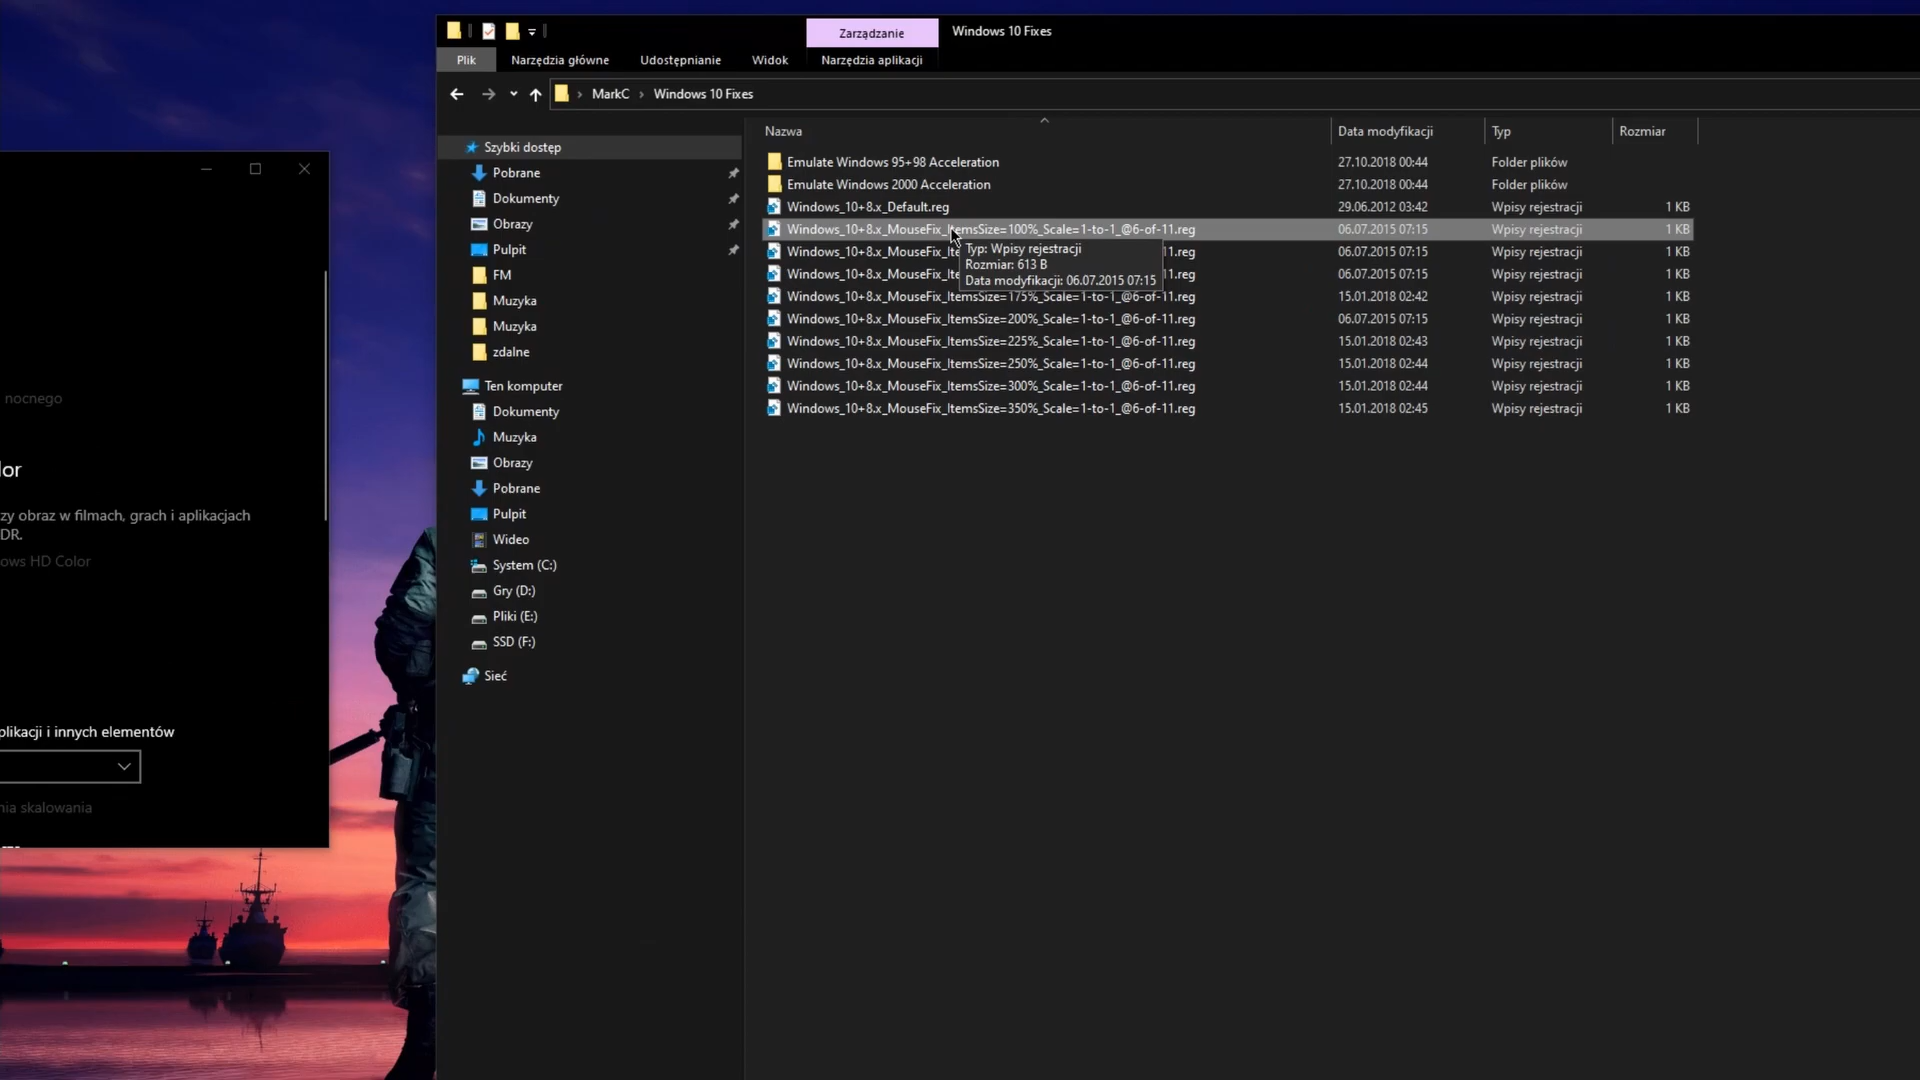 Zarządzanie
Windows 10 Fixes
Plik
Narzędzia główne
Udostępnianie
Widok
Narzędzia aplikacji
MarkC
Windows 10 Fixes
Szybki dostęp
Pobrane
Dokumenty
Obrazy
Pulpit
FM
Muzyka
Muzyka
zdalne
Ten komputer
Dokumenty
Muzyka
Obrazy
Pobrane
Pulpit
Wideo
System (C:)
Gry (D:)
Pliki (E:)
SSD (F:)
Sieć
Nazwa Data modyfikacji Typ Rozmiar
Emulate Windows 95+98 Acceleration 27.10.2018 00:44 Folder plików
Emulate Windows 2000 Acceleration 27.10.2018 00:44 Folder plików
Windows_10+8.x_Default.reg 29.06.2012 03:42 Wpisy rejestracji 1 KB
Windows_10+8.x_MouseFix_ItemsSize=100%_Scale=1-to-1_@6-of-11.reg 06.07.2015 07:15 Wpisy rejestracji 1 KB
Windows_10+8.x_MouseFix_Ite 11.reg 06.07.2015 07:15 Wpisy rejestracji 1 KB
Windows_10+8.x_MouseFix_Ite 11.reg 06.07.2015 07:15 Wpisy rejestracji 1 KB
Windows_10+8.x_MouseFix_ItemsSize=175%_Scale=1-to-1_@6-of-11.reg 15.01.2018 02:42 Wpisy rejestracji 1 KB
Windows_10+8.x_MouseFix_ItemsSize=200%_Scale=1-to-1_@6-of-11.reg 06.07.2015 07:15 Wpisy rejestracji 1 KB
Windows_10+8.x_MouseFix_ItemsSize=225%_Scale=1-to-1_@6-of-11.reg 15.01.2018 02:43 Wpisy rejestracji 1 KB
Windows_10+8.x_MouseFix_ItemsSize=250%_Scale=1-to-1_@6-of-11.reg 15.01.2018 02:44 Wpisy rejestracji 1 KB
Windows_10+8.x_MouseFix_ItemsSize=300%_Scale=1-to-1_@6-of-11.reg 15.01.2018 02:44 Wpisy rejestracji 1 KB
Windows_10+8.x_MouseFix_ItemsSize=350%_Scale=1-to-1_@6-of-11.reg 15.01.2018 02:45 Wpisy rejestracji 1 KB
Typ: Wpisy rejestracji
Rozmiar: 613 B
Data modyfikacji: 06.07.2015 07:15
nocnego
lor
zy obraz w filmach, grach i aplikacjach
DR.
ows HD Color
plikacji i innych elementów
nia skalowania